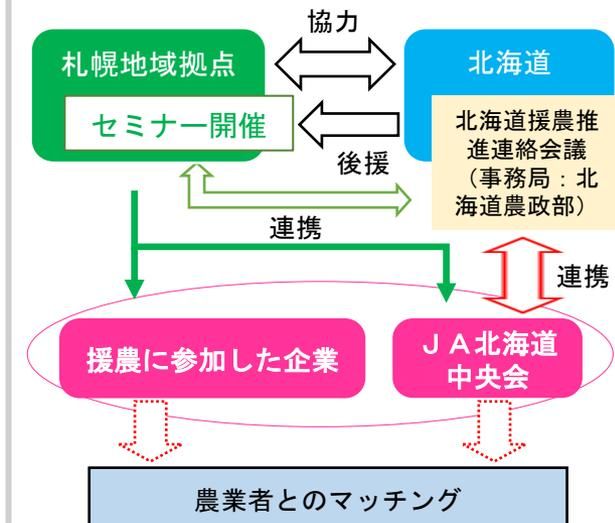 協力
札幌地域拠点
北海道
セミナー開催
北海道援農推
進連絡会議
（事務局：北
海道農政部）
後援
連携
連携
援農に参加した企業
ＪＡ北海道
中央会
農業者とのマッチング